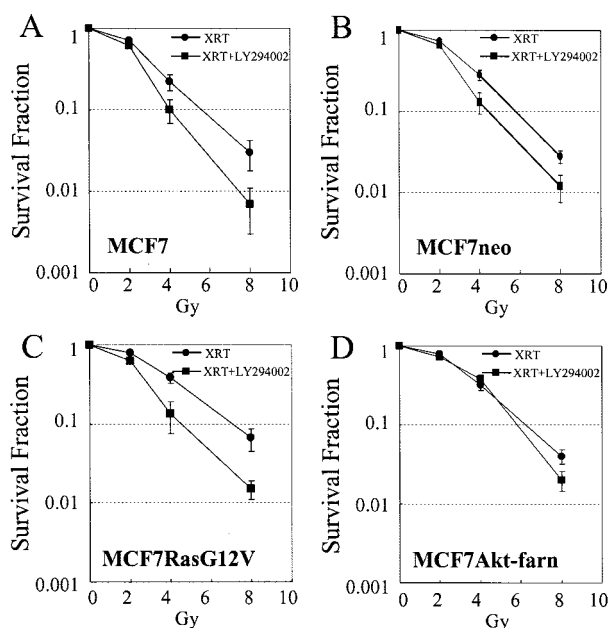 A
XRT
XRT+LY294002
1
0.1
0.01
0.001
Survival Fraction
MCF7
0 2 4 6 8 10
Gy
B
XRT
XRT+LY294002
1
0.1
0.01
0.001
Survival Fraction
MCF7neo
0 2 4 6 8 10
Gy
C
XRT
XRT+LY294002
1
0.1
0.01
0.001
Survival Fraction
MCF7RasG12V
0 2 4 6 8 10
Gy
D
XRT
XRT+LY294002
1
0.1
0.01
0.001
Survival Fraction
MCF7Akt-farn
0 2 4 6 8 10
Gy